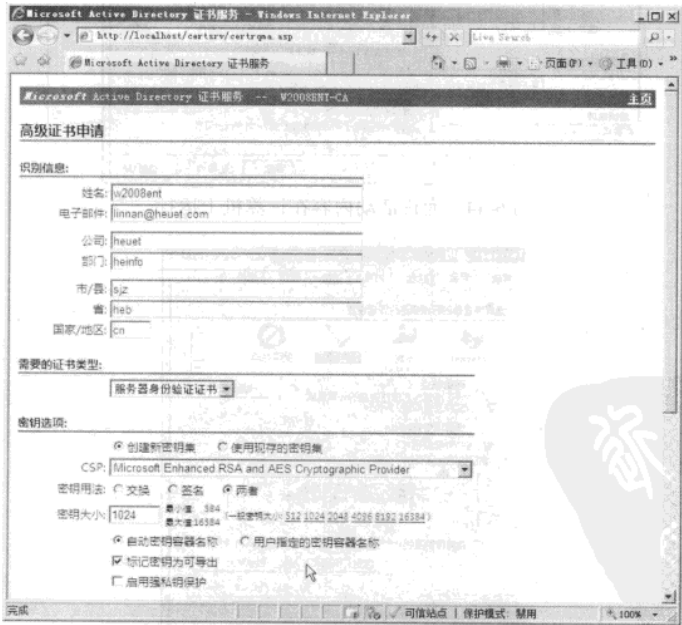 Microsoft Active Directory 证书服务 - Windows Internet Explorer
http://localhost/certsrv/certrqma.asp
Live Search
Microsoft Active Directory 证书服务
页面(P) 工具(O)
Microsoft Active Directory 证书服务 -- W2008ENT-CA 主页
高级证书申请
识别信息:
姓名: w2008ent
电子部件: linnan@heuet.com
公司: heuet
部门: heinfo
市/县: sjz
省: heb
国家/地区: cn
需要的证书类型:
服务器身份验证证书
密钥选项:
创建新密钥集 使用现存的密钥集
CSP: Microsoft Enhanced RSA and AES Cryptographic Provider
密钥用法: 交换 签名 两者
密钥大小: 1024 最小值: 384 最大值:16384 (一般密钥大小: 512 1024 2048 4096 8192 16384)
自动密钥容器名称 用户指定的密钥容器名称
标记密钥为可导出
启用强私钥保护
完成 可信站点 | 保护模式: 禁用 100%